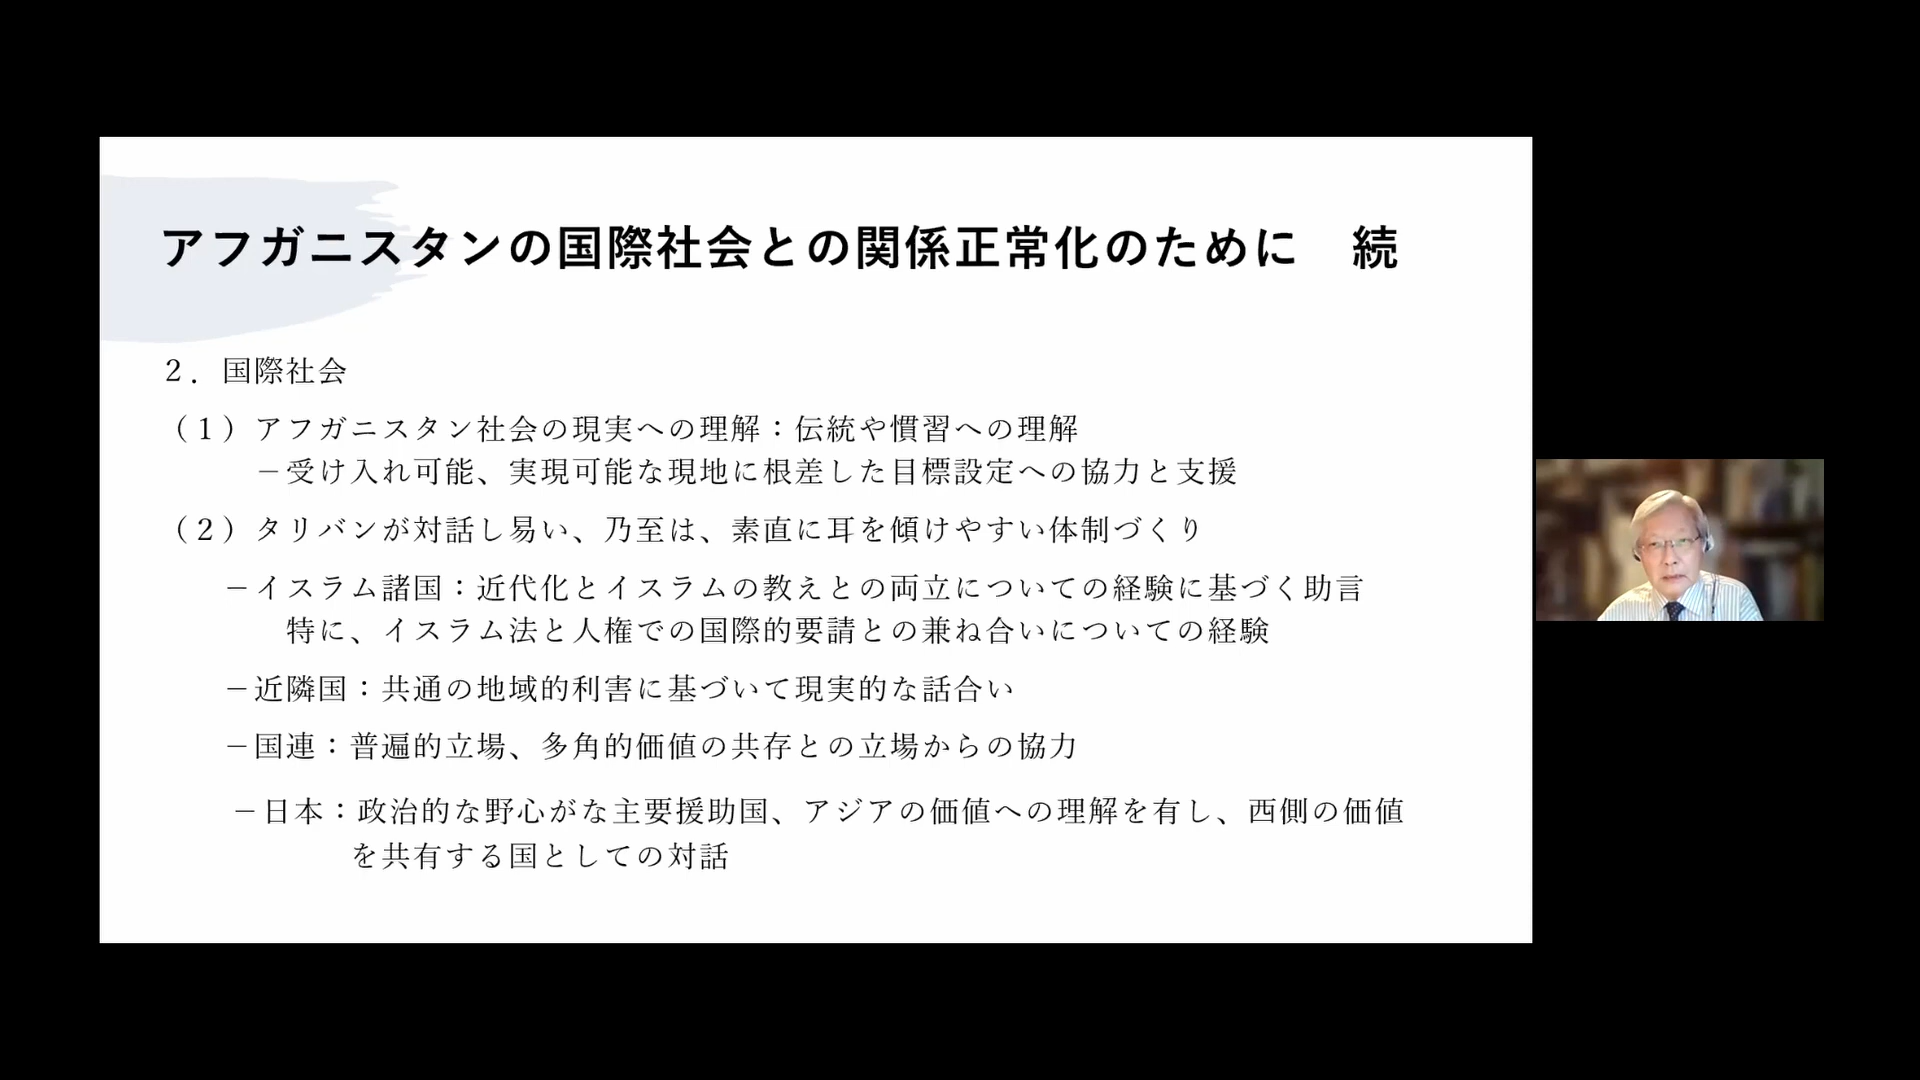 アフガニスタンの国際社会との関係正常化のために　続
２．国際社会
（１）アフガニスタン社会の現実への理解：伝統や慣習への理解
－受け入れ可能、実現可能な現地に根差した目標設定への協力と支援
（２）タリバンが対話し易い、乃至は、素直に耳を傾けやすい体制づくり
－イスラム諸国：近代化とイスラムの教えとの両立についての経験に基づく助言
特に、イスラム法と人権での国際的要請との兼ね合いについての経験
－近隣国：共通の地域的利害に基づいて現実的な話合い
－国連：普遍的立場、多角的価値の共存との立場からの協力
－日本：政治的な野心がな主要援助国、アジアの価値への理解を有し、西側の価値
を共有する国としての対話